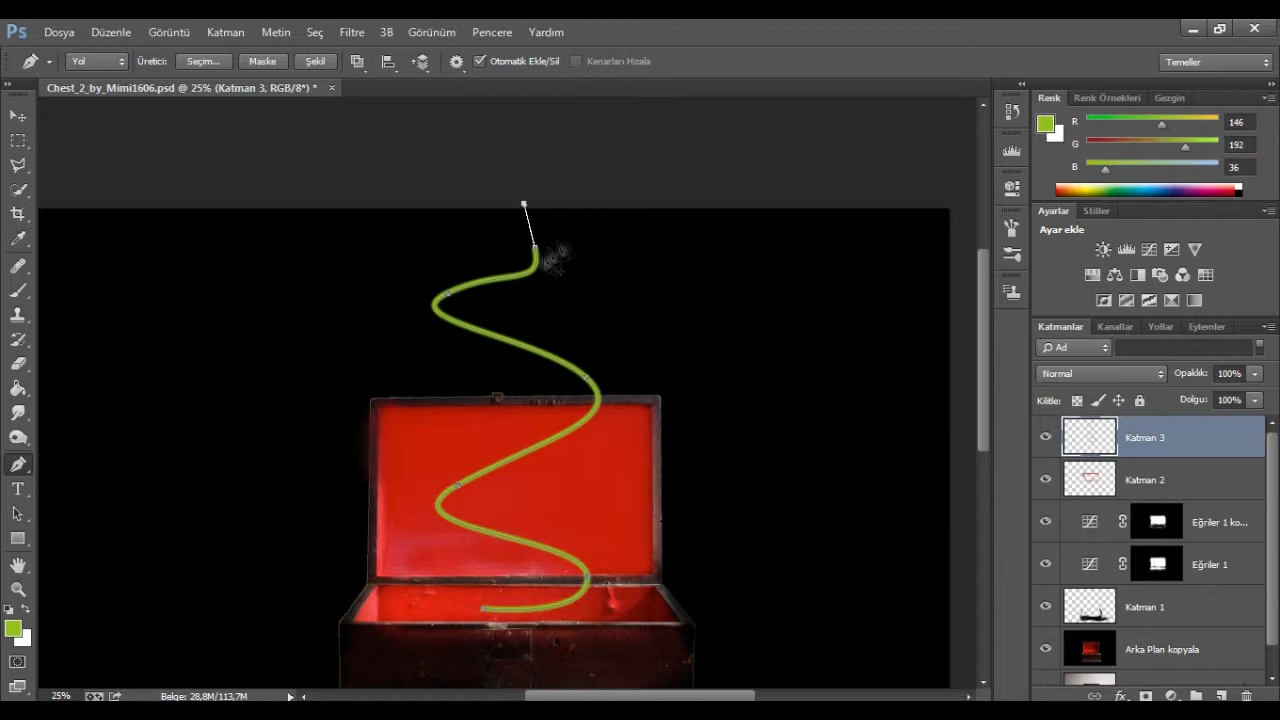 Ps Dosya Düzenle Görüntü Katman Metin Seç Filtre 3B Görünüm Pencere Yardım
Yol Üretici: Seçim... Maske Şekil Otomatik Ekle/Sil Kenarları Hizala Temeller
Chest_2_by_Mimi1606.psd @ 25% (Katman 3, RGB/8*) *
Renk Renk Örnekleri Gezgin
R 146
G 192
B 36
Ayarlar Stiller
Ayar ekle
Katmanlar Kanallar Yollar Eylemler
Ad
Normal Opaklık: 100%
Kilitle: Dolgu: 100%
Katman 3
Katman 2
Eğriler 1 ko...
Eğriler 1
Katman 1
Arka Plan kopyala
25% Belge: 28,8M/113,7M